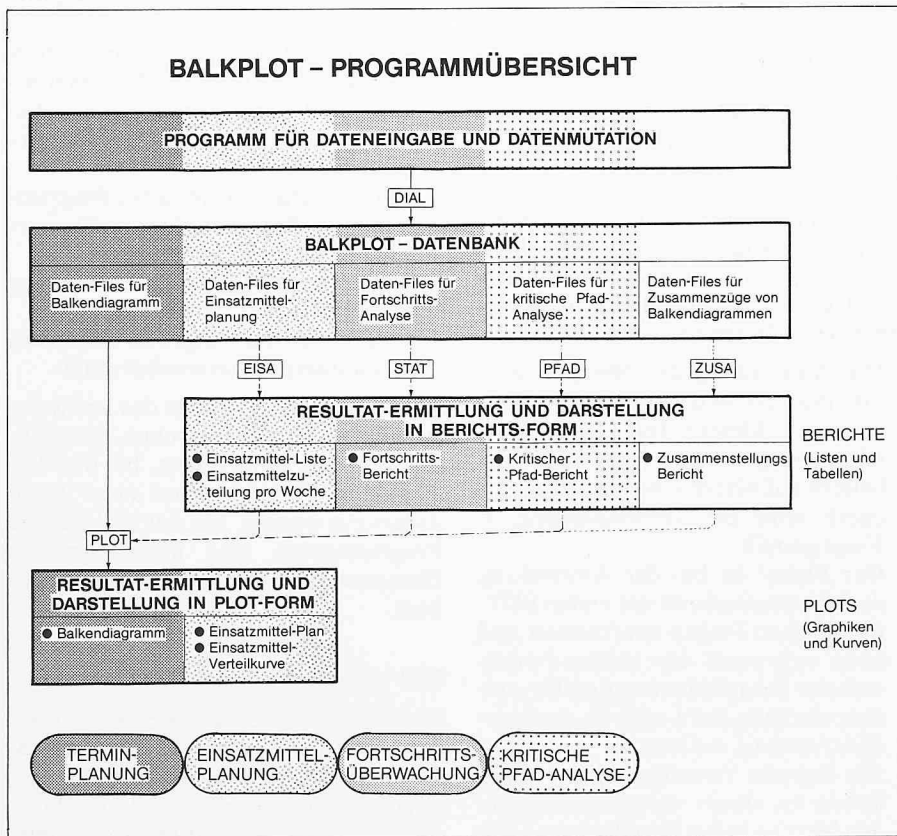 BALKPLOT – PROGRAMMÜBERSICHT
PROGRAMM FÜR DATENEINGABE UND DATENMUTATION
DIAL
BALKPLOT – DATENBANK
Daten-Files für
Balkendiagramm
Daten-Files für
Einsatzmittel-
planung
Daten-Files für
Fortschritts-
Analyse
Daten-Files für
kritische Pfad-
Analyse
Daten-Files für
Zusammenzüge von
Balkendiagrammen
EISA
STAT
PFAD
ZUSA
RESULTAT-ERMITTLUNG UND DARSTELLUNG
IN BERICHTS-FORM
● Einsatzmittel-Liste
● Einsatzmittelzu-
teilung pro Woche
● Fortschritts-
Bericht
● Kritischer
Pfad-Bericht
● Zusammenstellungs
Bericht
BERICHTE
(Listen und
Tabellen)
PLOT
RESULTAT-ERMITTLUNG UND
DARSTELLUNG IN PLOT-FORM
● Balkendiagramm
● Einsatzmittel-Plan
● Einsatzmittel-
Verteilkurve
PLOTS
(Graphiken
und Kurven)
TERMIN-
PLANUNG
EINSATZMITTEL-
PLANUNG
FORTSCHRITTS-
ÜBERWACHUNG
KRITISCHE
PFAD-ANALYSE